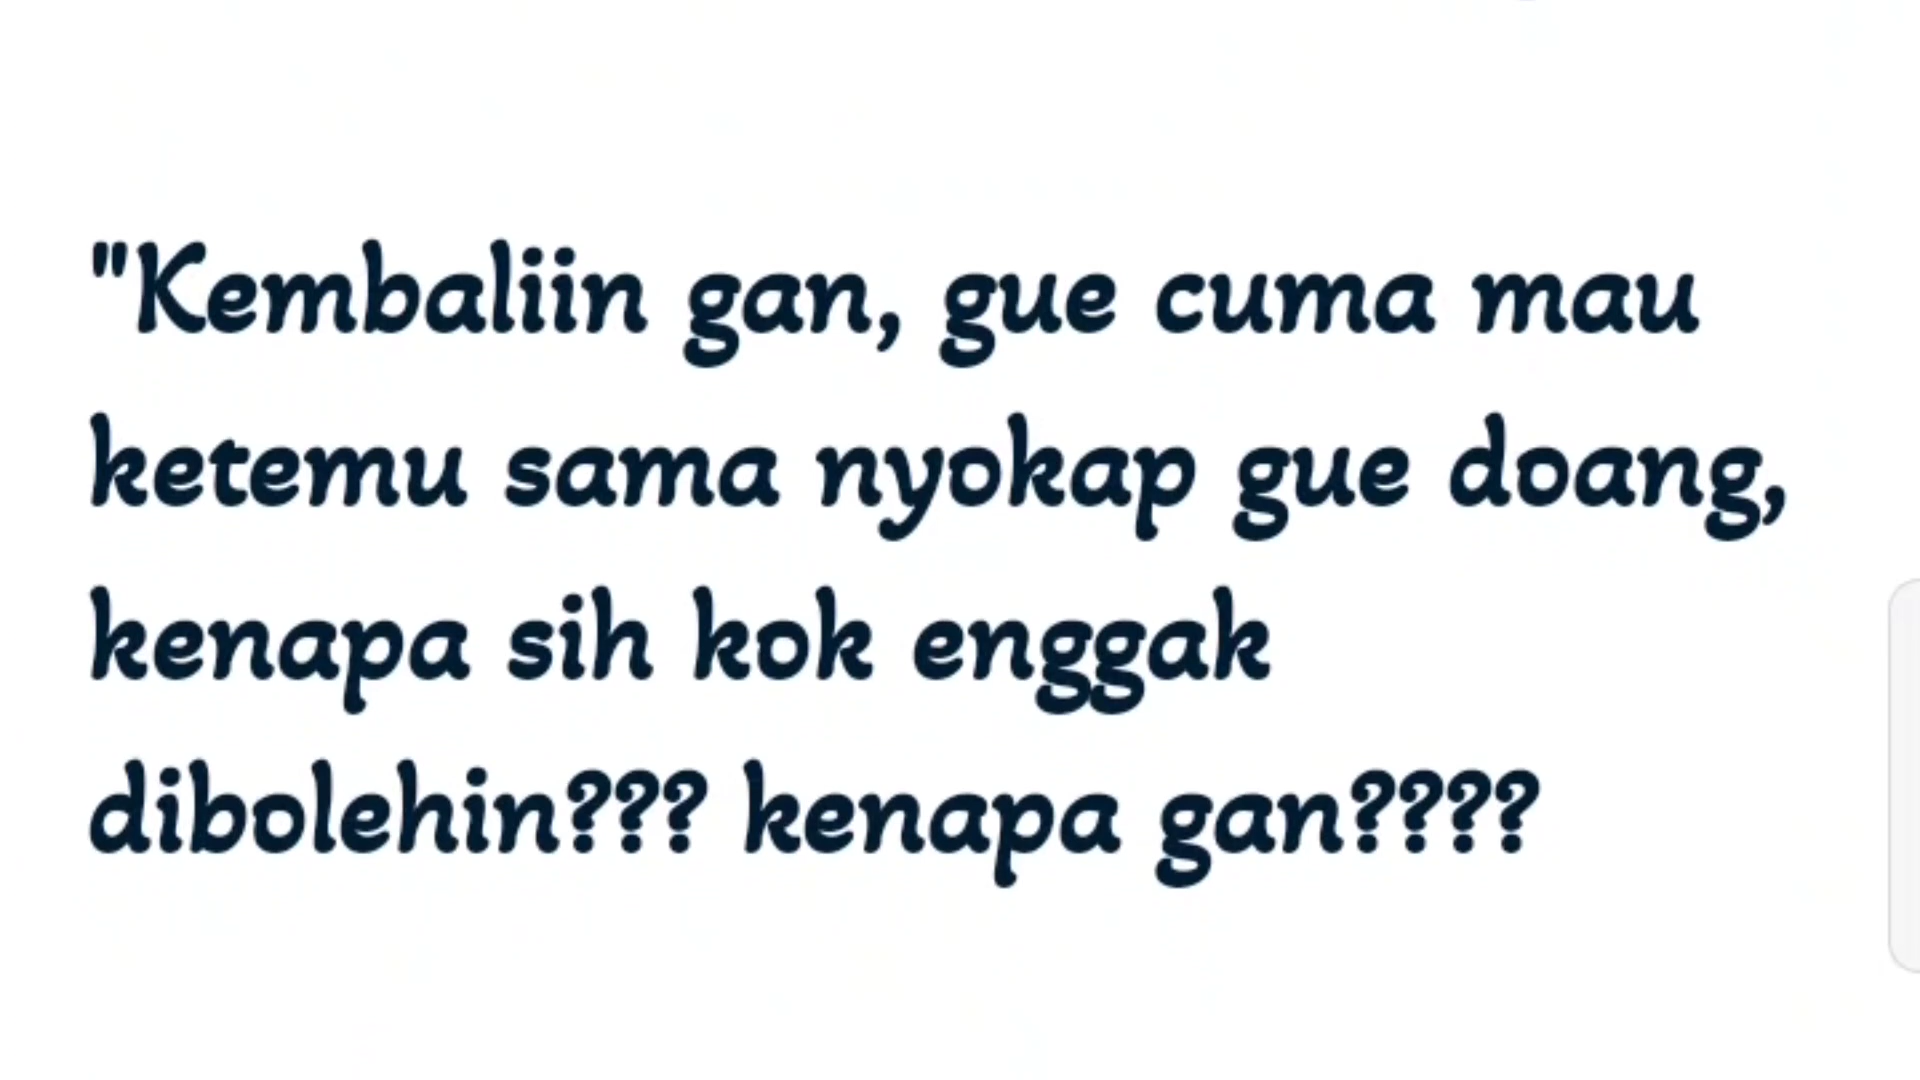 "Kembaliin gan, gue cuma mau
ketemu sama nyokap gue doang,
kenapa sih kok enggak
dibolehin??? kenapa gan????